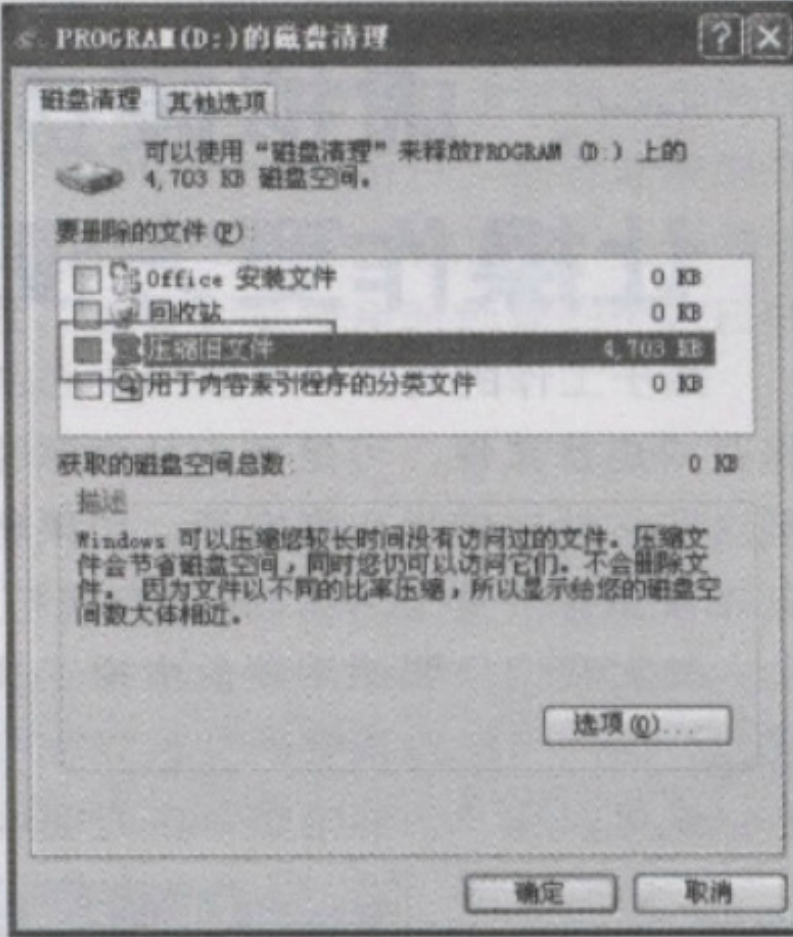 PROGRAM(D:)的磁盘清理
磁盘清理 其他选项
可以使用“磁盘清理”来释放PROGRAM (D:) 上的
4,703 KB 磁盘空间。
要删除的文件(F):
Office 安装文件 0 KB
回收站 0 KB
压缩旧文件 4,703 KB
用于内容索引程序的分类文件 0 KB
获取的磁盘空间总数: 0 KB
描述
Windows 可以压缩您较长时间没有访问过的文件。压缩文
件会节省磁盘空间，同时您仍可以访问它们。不会删除文
件。 因为文件以不同的比率压缩，所以显示给您的磁盘空
间数大体相近。
选项(O)...
确定 取消